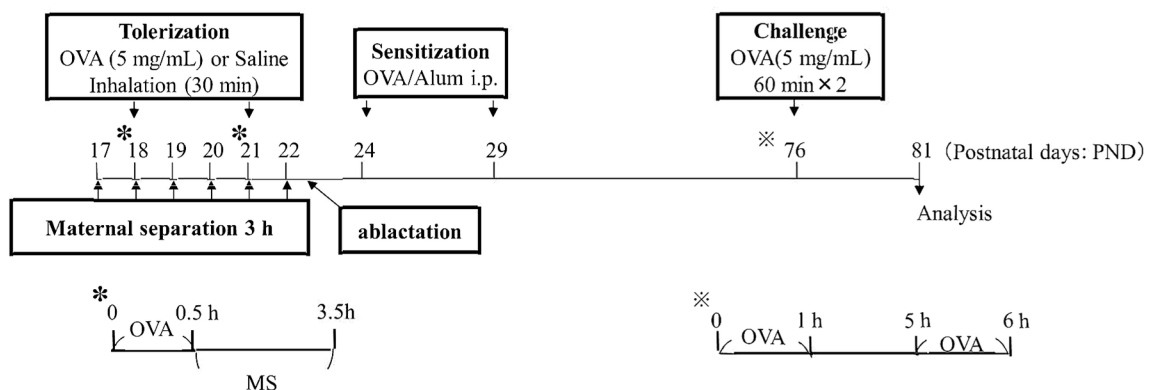 Tolerization
OVA (5 mg/mL) or Saline
Inhalation (30 min)
Sensitization
OVA/Alum i.p.
Challenge
OVA(5 mg/mL)
60 min × 2
* * ※
17 18 19 20 21 22 24 29 76 81 (Postnatal days: PND)
Maternal separation 3 h
ablactation
Analysis
* ※
0 0.5 h 3.5h 0 1 h 5 h 6 h
OVA OVA OVA
MS